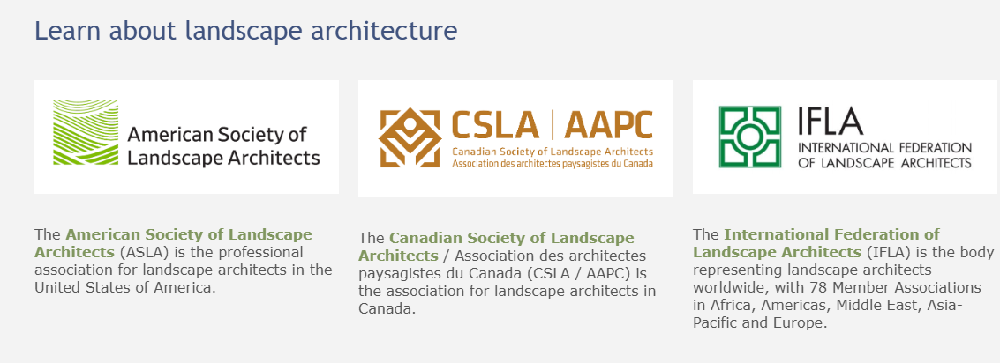 Learn about landscape architecture
American Society of
Landscape Architects
CSLA | AAPC
Canadian Society of Landscape Architects
Association des architectes paysagistes du Canada
IFLA
INTERNATIONAL FEDERATION
OF LANDSCAPE ARCHITECTS
The American Society of Landscape
Architects (ASLA) is the professional
association for landscape architects in the
United States of America.
The Canadian Society of Landscape
Architects / Association des architectes
paysagistes du Canada (CSLA / AAPC) is
the association for landscape architects in
Canada.
The International Federation of
Landscape Architects (IFLA) is the body
representing landscape architects
worldwide, with 78 Member Associations
in Africa, Americas, Middle East, Asia-
Pacific and Europe.